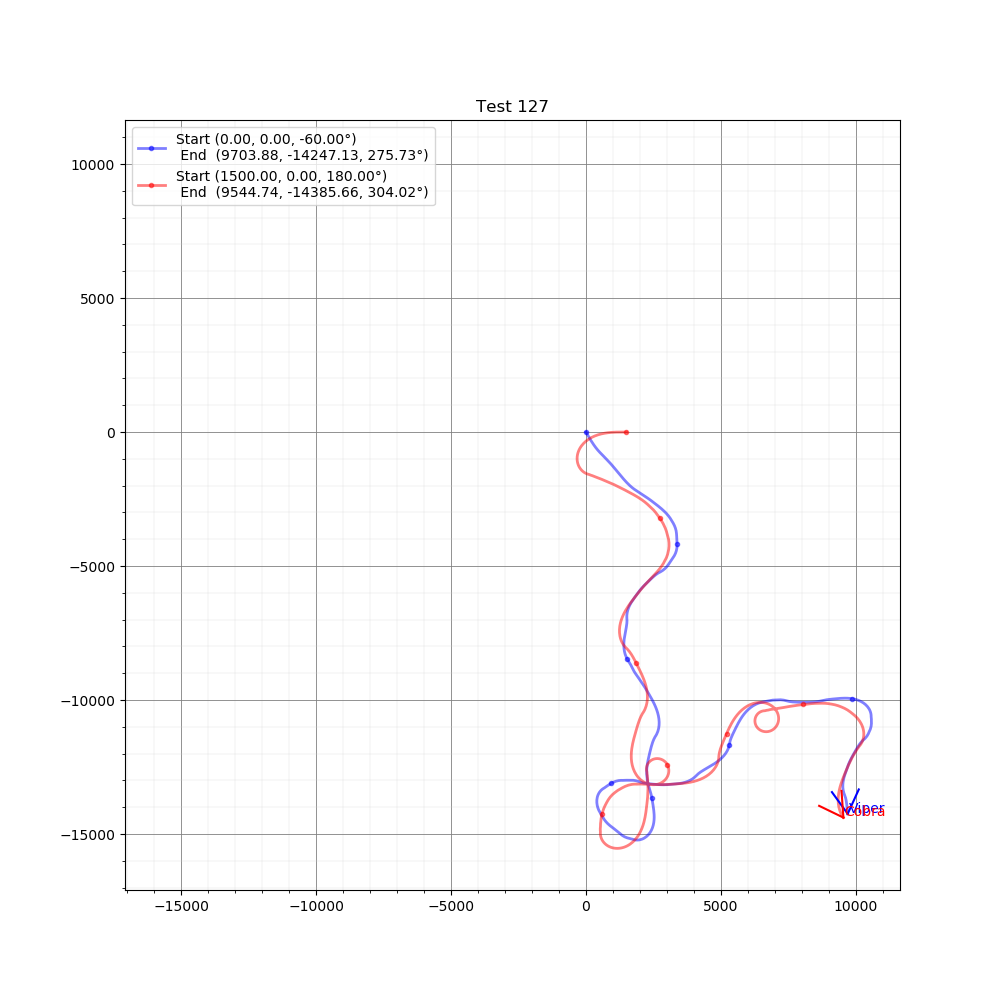 Test 127
Start (0.00, 0.00, -60.00°)
End  (9703.88, -14247.13, 275.73°)
Start (1500.00, 0.00, 180.00°)
End  (9544.74, -14385.66, 304.02°)
10000
5000
0
−5000
−10000
−15000
Viper
Cobra
−15000
−10000
−5000
0
5000
10000